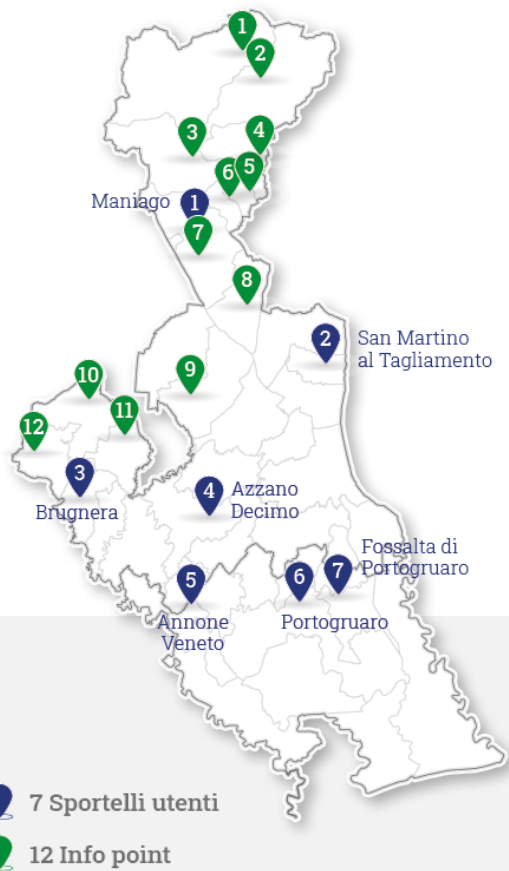 1
2
3
4
6
5
Maniago
1
7
8
2
San Martino
al Tagliamento
9
10
11
12
3
Brugnera
4
Azzano
Decimo
Fossalta di
Portogruaro
5
6
7
Annone
Veneto
Portogruaro
7 Sportelli utenti
12 Info point